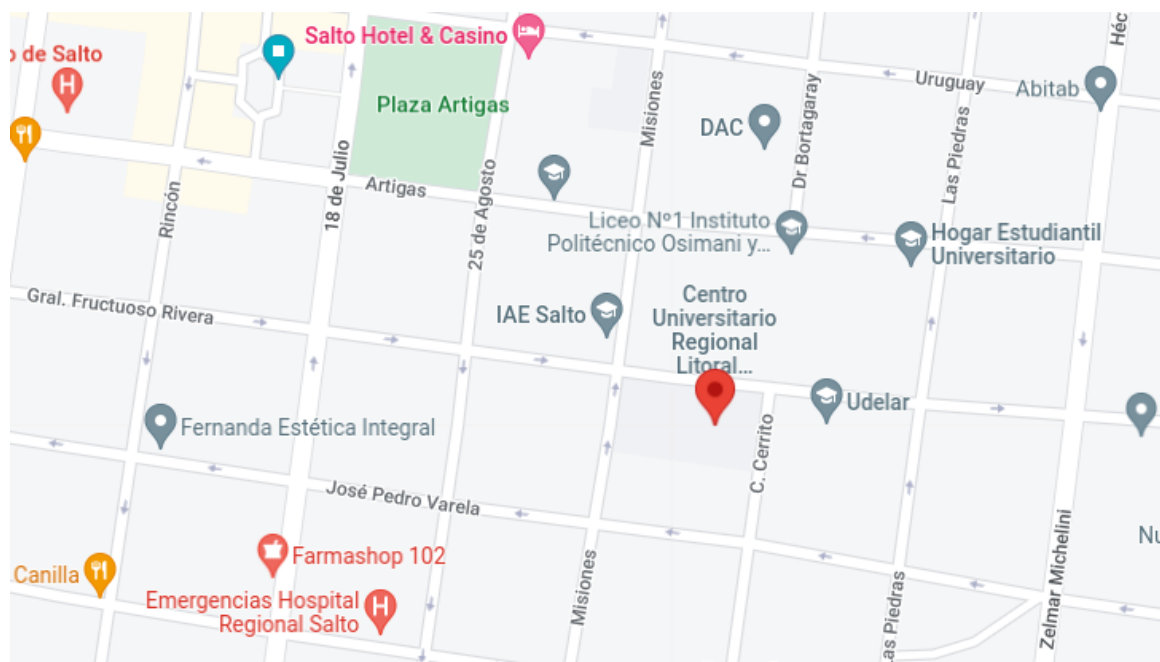 Salto Hotel & Casino
Héc
o de Salto
Uruguay
Abitab
Plaza Artigas
Misiones
DAC
Dr Bortagaray
Las Piedras
18 de Julio
Artigas
Rincón
25 de Agosto
Liceo Nº1 Instituto
Politécnico Osimani y...
Hogar Estudiantil
Universitario
Gral. Fructuoso Rivera
IAE Salto
Centro
Universitario
Regional
Litoral...
Udelar
Fernanda Estética Integral
C. Cerrito
José Pedro Varela
Nu
Farmashop 102
Canilla
Emergencias Hospital
Regional Salto
Misiones
Las Piedras
Zelmar Michelini